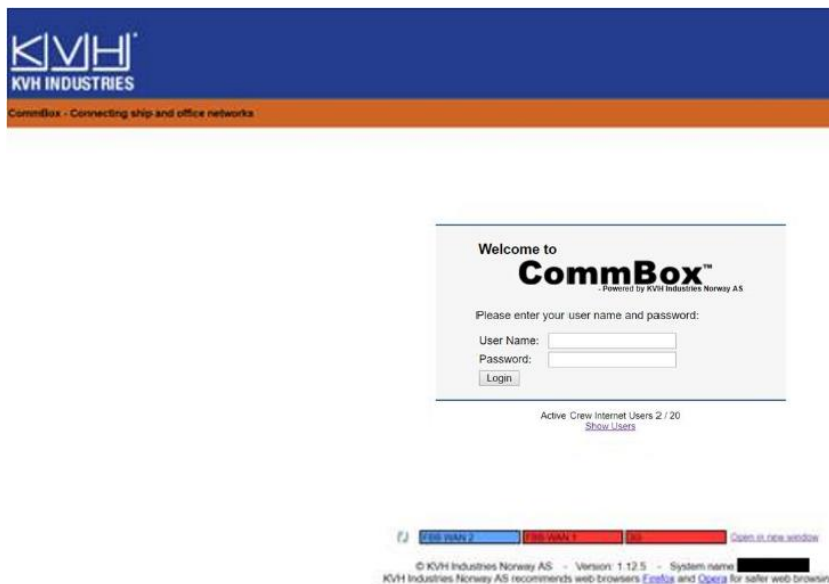 KVH
KVH INDUSTRIES
CommBox - Connecting ship and office networks
Welcome to
CommBox™
- Powered by KVH Industries Norway AS
Please enter your user name and password:
User Name:
Password:
Login
Active Crew Internet Users 2 / 20
Show Users
FBB WAN 2 FBB WAN 1 3G Open in new window
© KVH Industries Norway AS - Version: 1.12.5 - System name
KVH Industries Norway AS recommends web browsers Firefox and Opera for safer web browsin